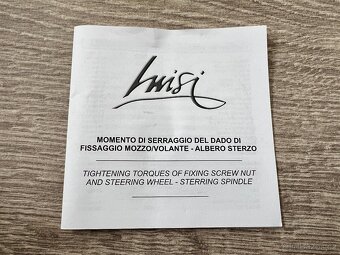 Luisi
MOMENTO DI SERRAGGIO DEL DADO DI
FISSAGGIO MOZZO/VOLANTE - ALBERO STERZO
TIGHTENING TORQUES OF FIXING SCREW NUT
AND STEERING WHEEL - STERRING SPINDLE